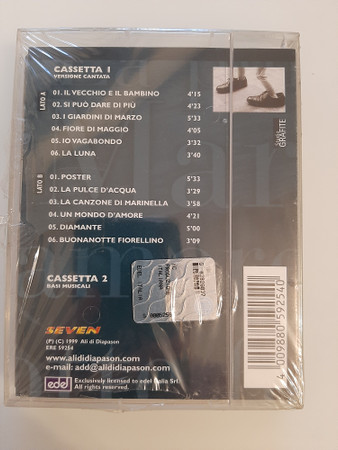 CASSETTA 1
VERSIONE CANTATA
LATO A
01. IL VECCHIO E IL BAMBINO 4'15
02. SI PUÒ DARE DI PIÙ 4'23
03. I GIARDINI DI MARZO 5'33
04. FIORE DI MAGGIO 4'05
05. IO VAGABONDO 3'32
06. LA LUNA 3'40
LATO B
01. POSTER 5'33
02. LA PULCE D'ACQUA 3'29
03. LA CANZONE DI MARINELLA 3'58
04. UN MONDO D'AMORE 4'21
05. DIAMANTE 5'00
06. BUONANOTTE FIORELLINO 3'09
CASSETTA 2
BASI MUSICALI
GRAFITE
SEVEN
(P) (C) 1999 Ali di Diapason
ERE 59254
www.alididiapason.com
e-mail: add@alididiapason.com
edel
Exclusively licensed to edel Italia Srl.
4 009880 592540